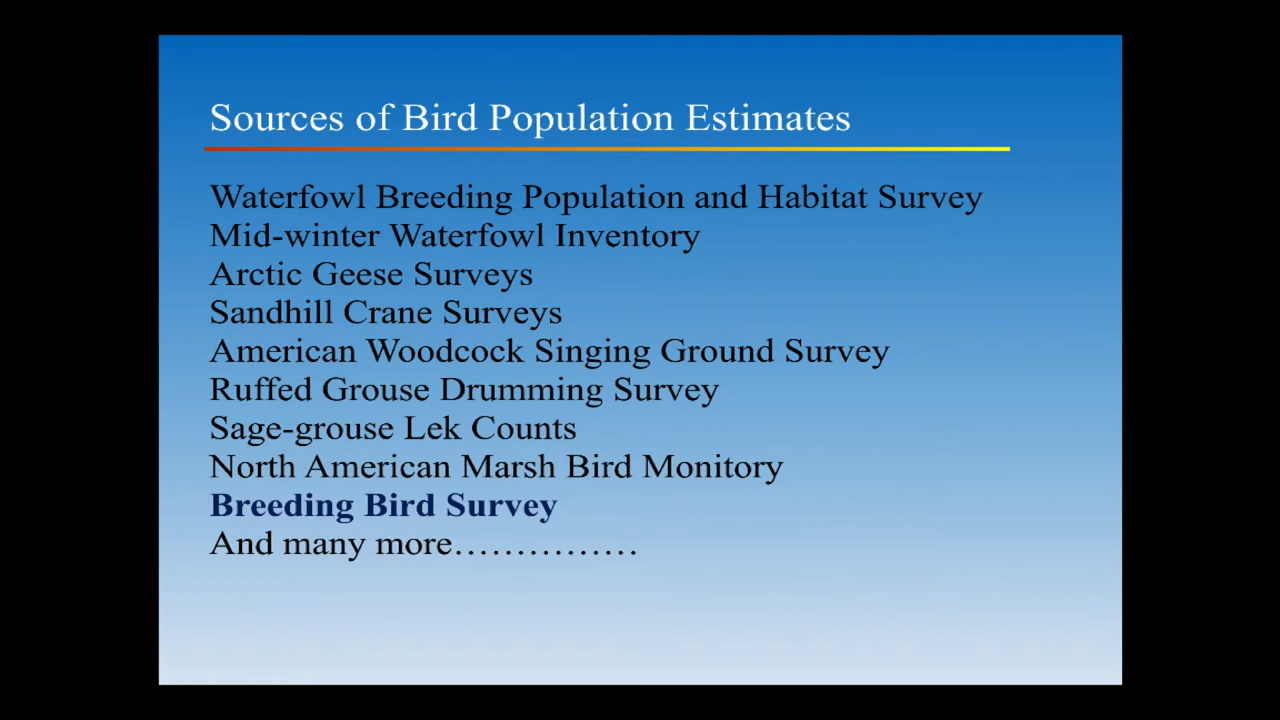 Sources of Bird Population Estimates
Waterfowl Breeding Population and Habitat Survey
Mid-winter Waterfowl Inventory
Arctic Geese Surveys
Sandhill Crane Surveys
American Woodcock Singing Ground Survey
Ruffed Grouse Drumming Survey
Sage-grouse Lek Counts
North American Marsh Bird Monitory
Breeding Bird Survey
And many more……………